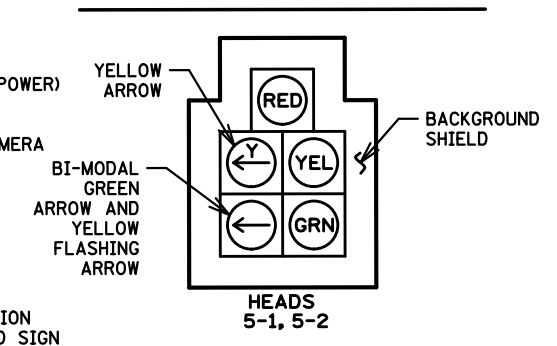 POWER)
MERA
ION
O SIGN
YELLOW
ARROW
BI-MODAL
GREEN
ARROW AND
YELLOW
FLASHING
ARROW
RED
Y
YEL
GRN
BACKGROUND
SHIELD
HEADS
5-1, 5-2